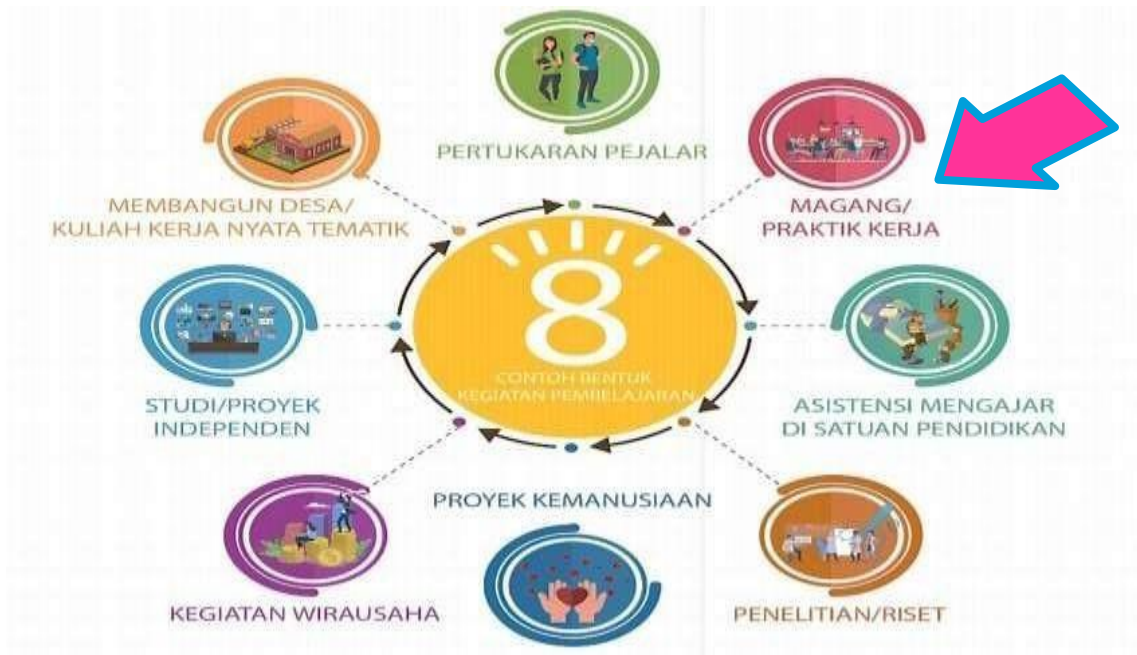 PERTUKARAN PEJALAR
MAGANG/
PRAKTIK KERJA
ASISTENSI MENGAJAR
DI SATUAN PENDIDIKAN
PENELITIAN/RISET
PROYEK KEMANUSIAAN
KEGIATAN WIRAUSAHA
STUDI/PROYEK
INDEPENDEN
MEMBANGUN DESA/
KULIAH KERJA NYATA TEMATIK
8
CONTOH BENTUK
KEGIATAN PEMBELAJARAN